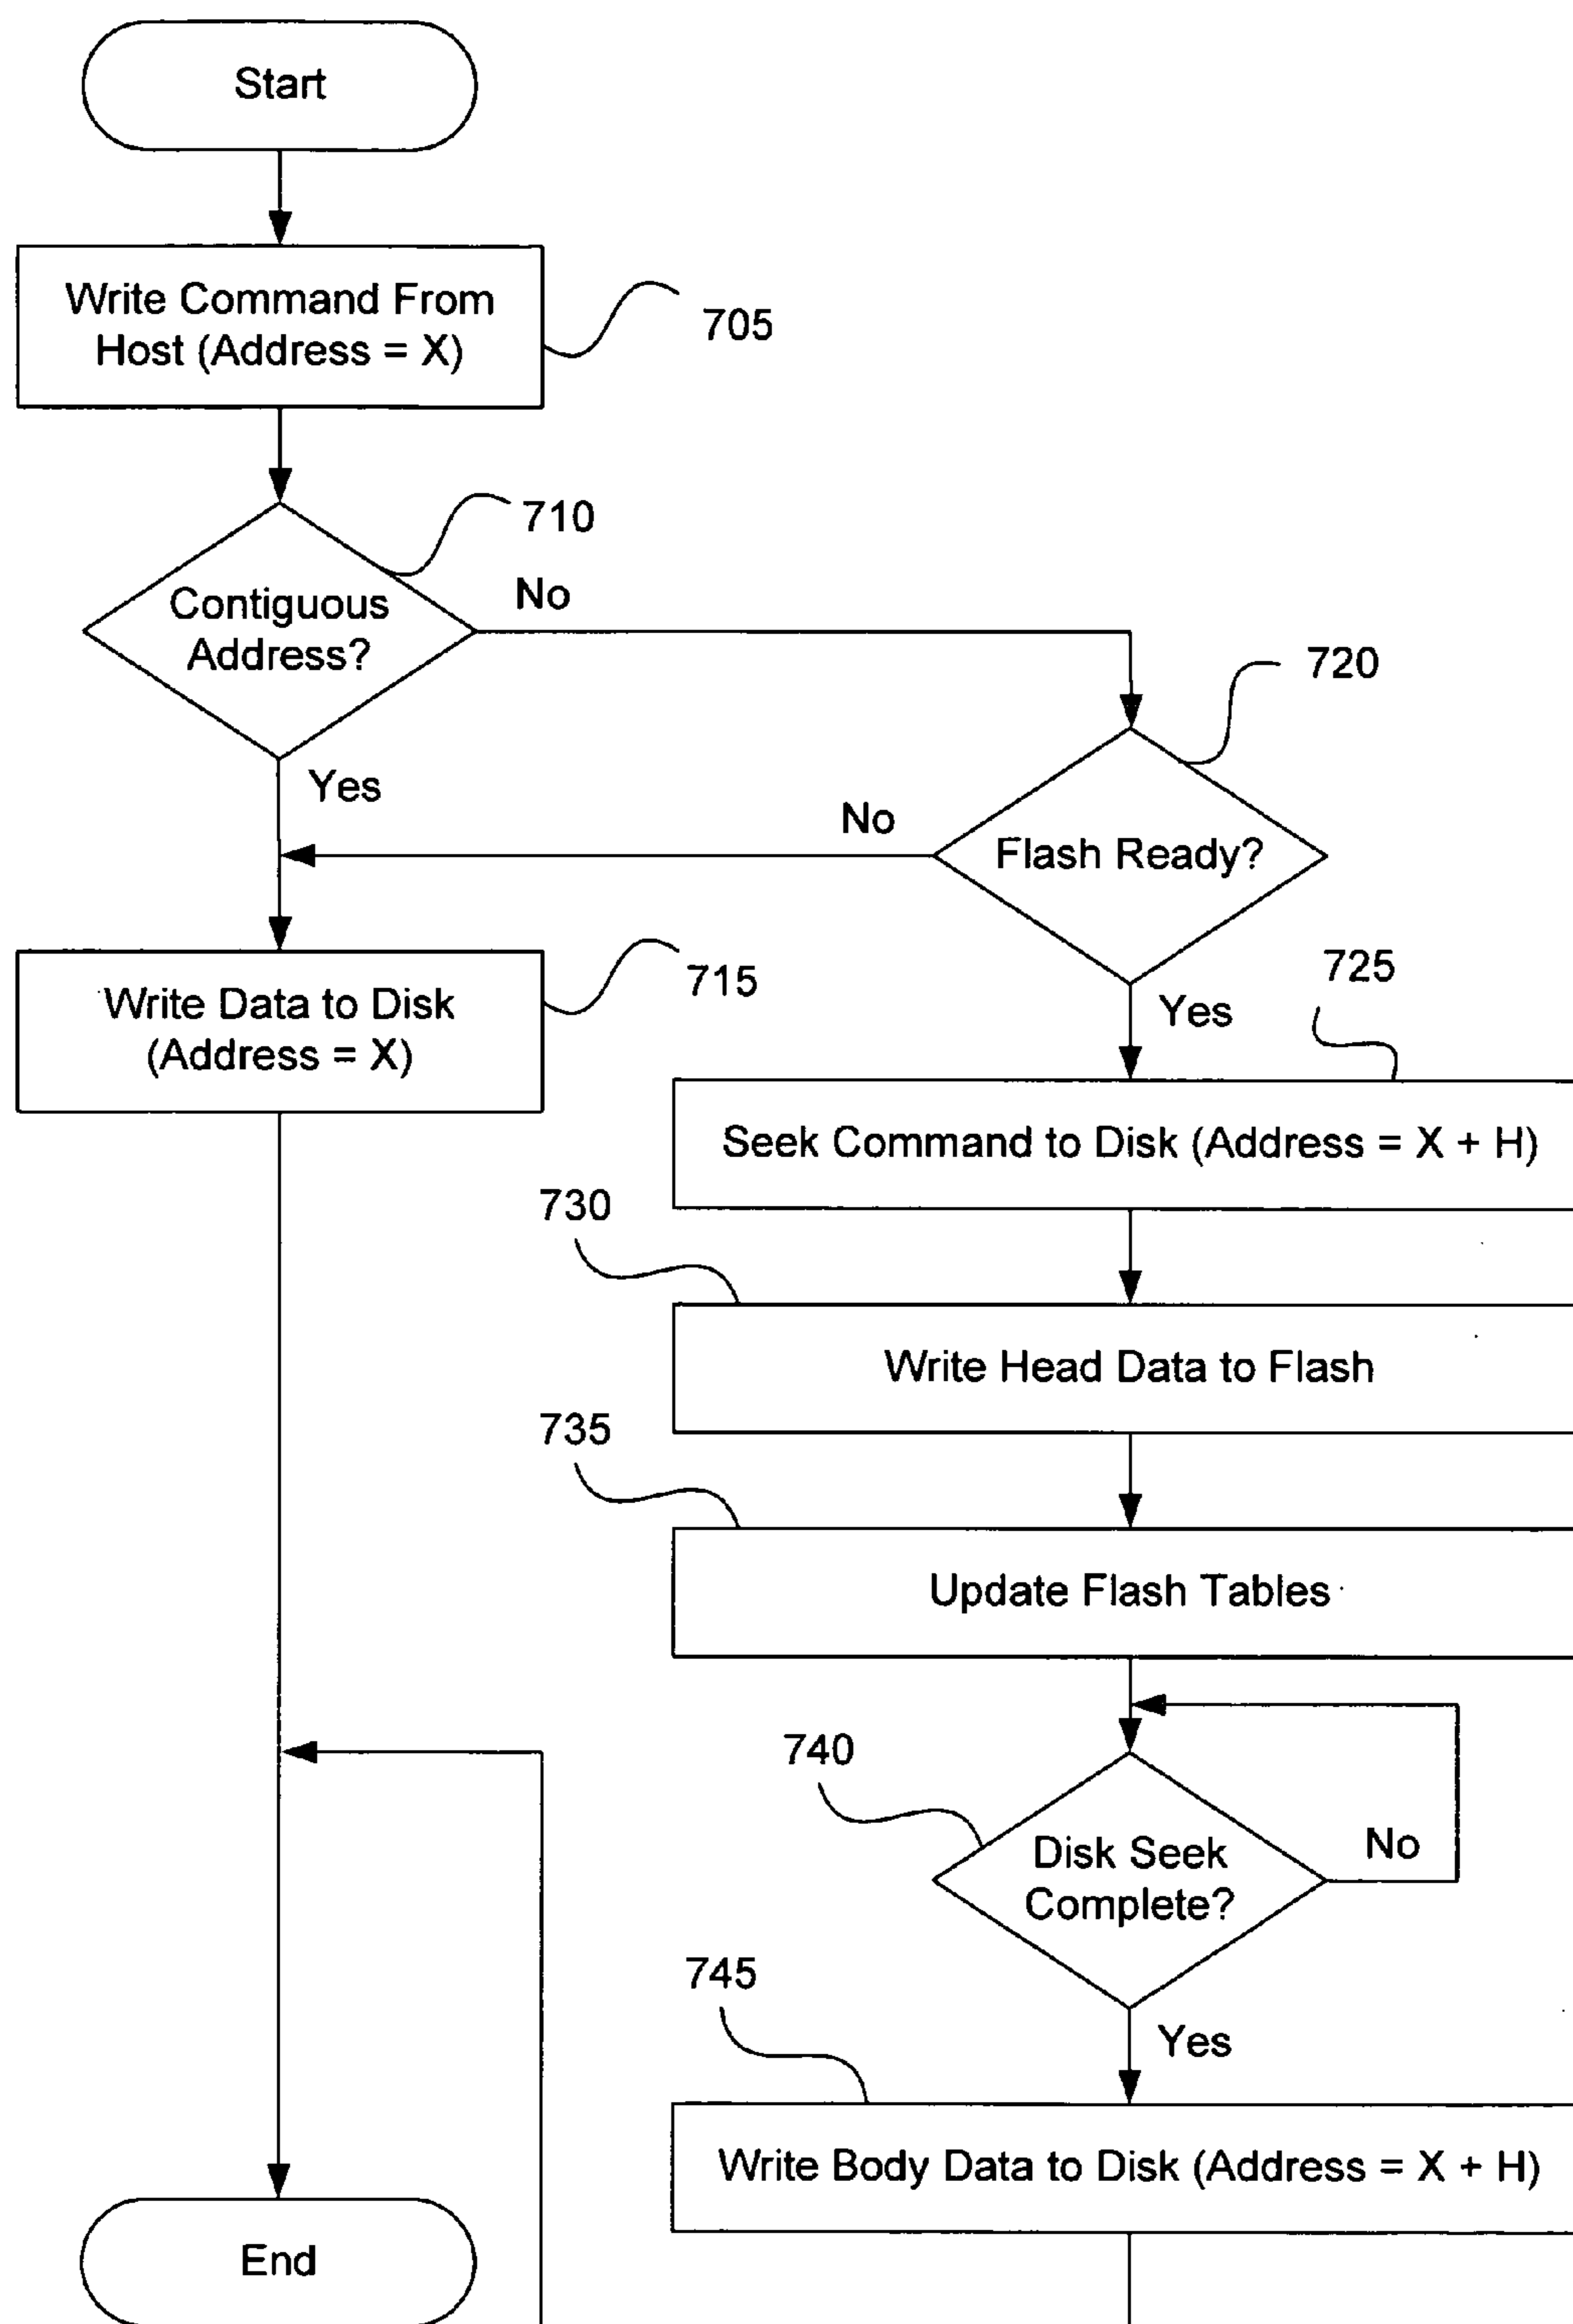 Start
Write Command From
Host (Address = X)
705
710
Contiguous
Address?
No
720
Yes
No
Flash Ready?
Write Data to Disk
(Address = X)
715
725
Yes
Seek Command to Disk (Address = X + H)
730
Write Head Data to Flash
735
Update Flash Tables
740
Disk Seek
Complete?
No
745
Yes
Write Body Data to Disk (Address = X + H)
End